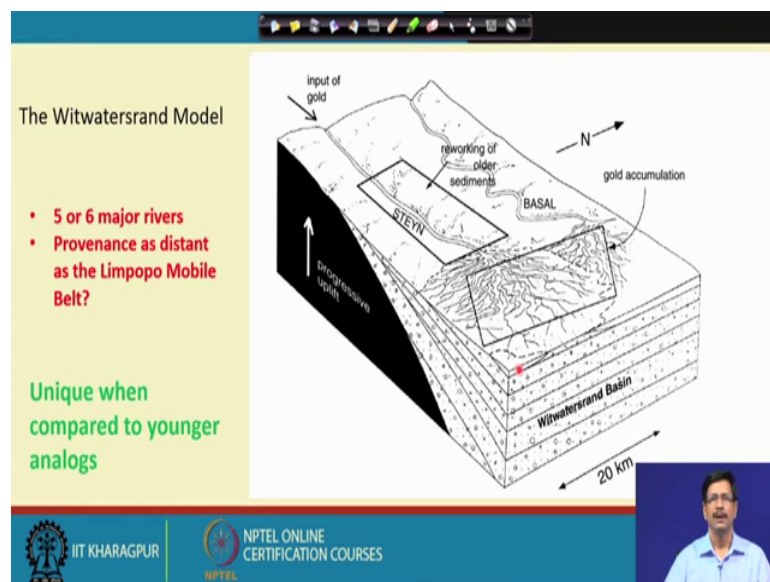 The Witwatersrand Model
• 5 or 6 major rivers
• Provenance as distant
as the Limpopo Mobile
Belt?
Unique when
compared to younger
analogs
input of
gold
N
reworking of
older
sediments
gold accumulation
STEYN
BASAL
progressive
uplift
Witwatersrand Basin
20 km
IIT KHARAGPUR
NPTEL
NPTEL ONLINE
CERTIFICATION COURSES